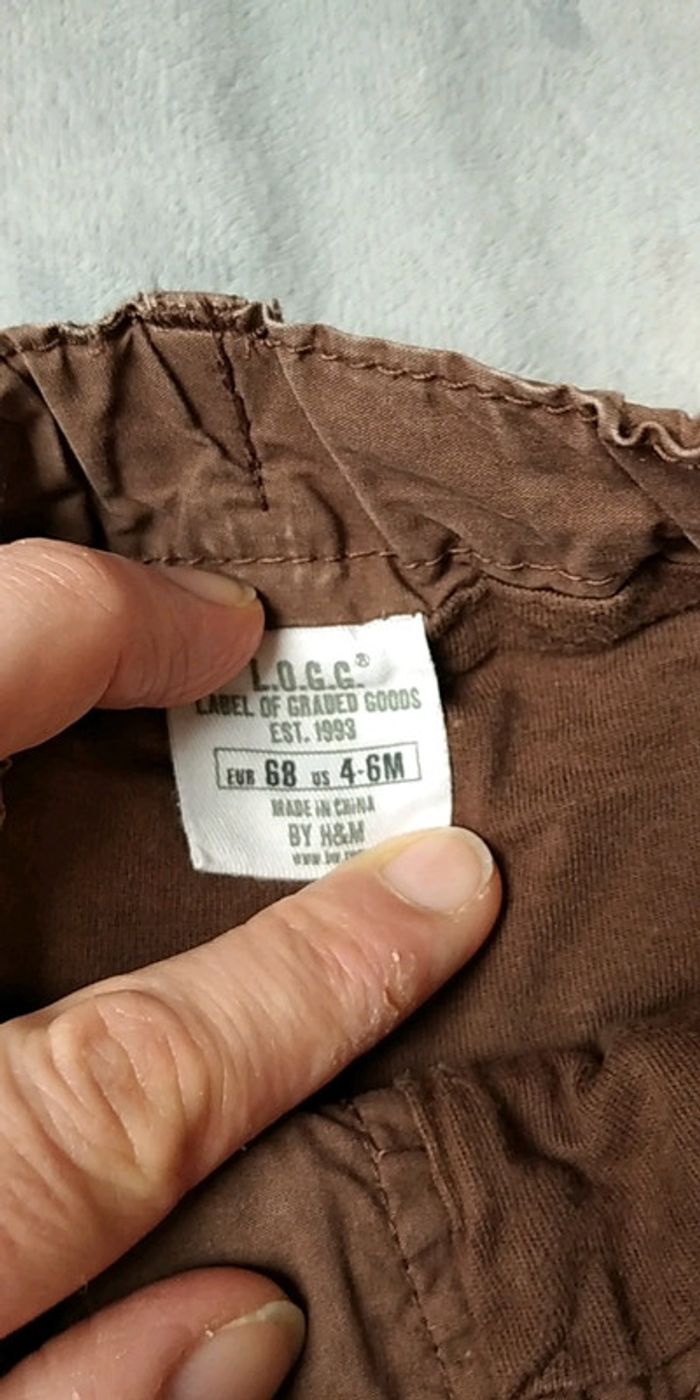 L.O.G.G.®
LABEL OF GRADED GOODS
EST. 1993
EUR 68 US 4-6M
MADE IN CHINA
BY H&M